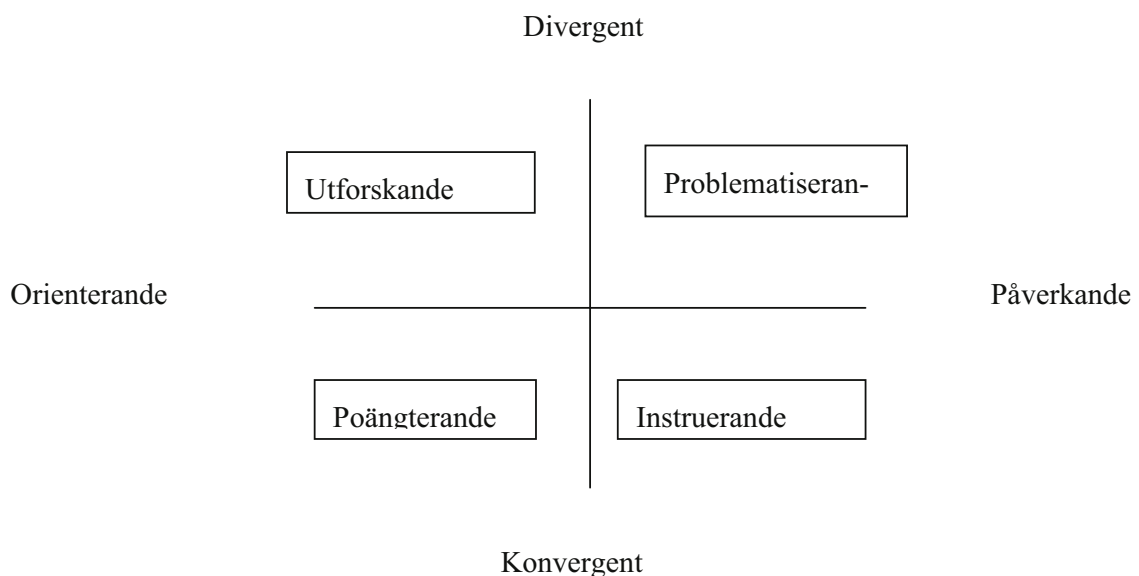 Divergent
Utforskande
Problematiseran-
Orienterande
Påverkande
Poängterande
Instruerande
Konvergent